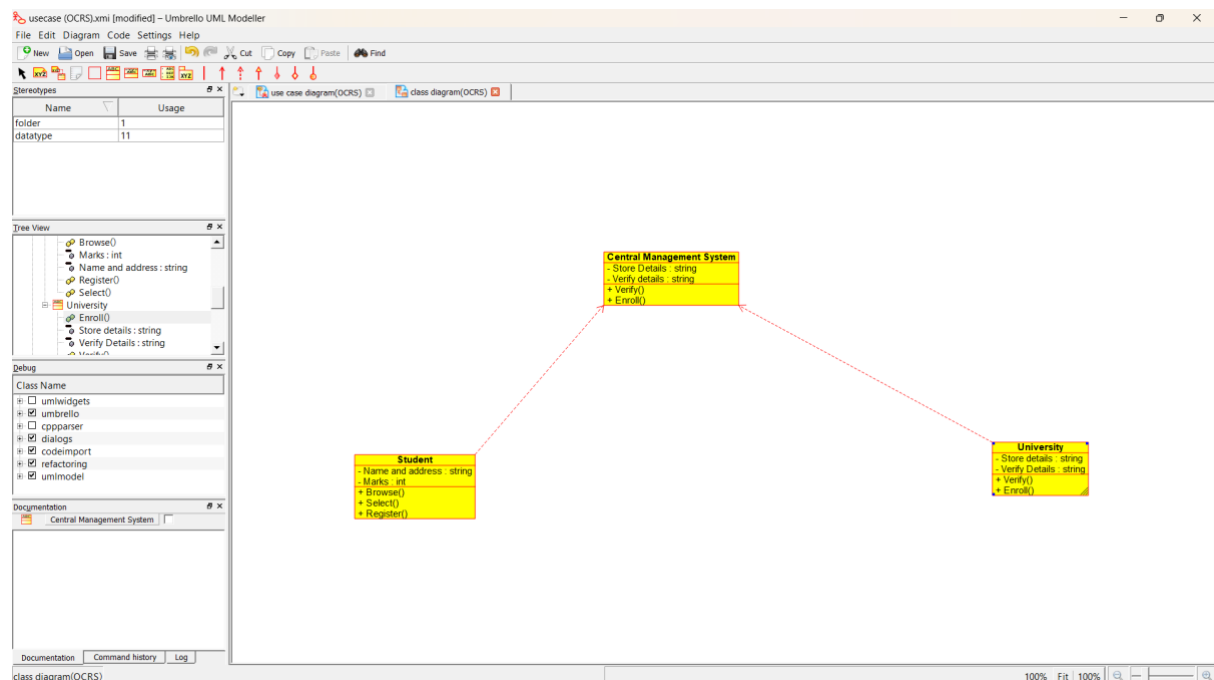 usecase (OCRS).xmi [modified] – Umbrello UML Modeller
File Edit Diagram Code Settings Help
New Open Save Cut Copy Paste Find
Stereotypes
use case diagram(OCRS) class diagram(OCRS)
Name Usage
folder 1
datatype 11
Tree View
Browse()
Marks : int
Name and address : string
Register()
Select()
University
Enroll()
Store details : string
Verify Details : string
Verify()
Debug
Class Name
umlwidgets
umbrello
cppparser
dialogs
codeimport
refactoring
umlmodel
Documentation
Central Management System
Documentation Command history Log
Central Management System
- Store Details : string
- Verify details : string
+ Verify()
+ Enroll()
Student
- Name and address : string
- Marks : int
+ Browse()
+ Select()
+ Register()
University
- Store details : string
- Verify Details : string
+ Verify()
+ Enroll()
class diagram(OCRS)
100% Fit 100%